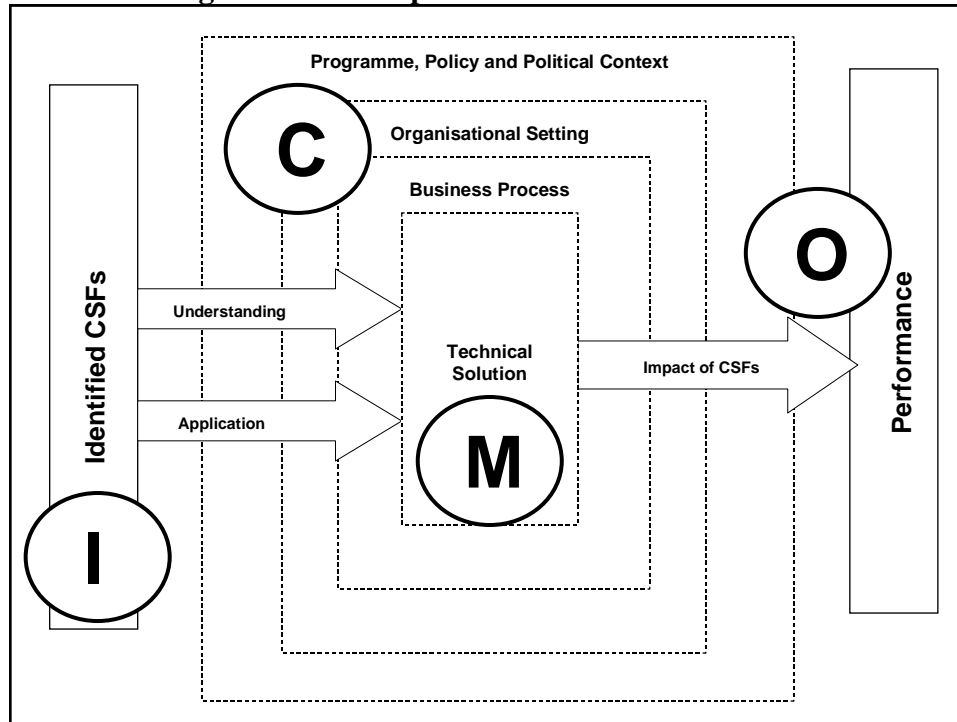 Programme, Policy and Political Context
C
Organisational Setting
Business Process
O
Identified CSFs
Understanding
Technical
Solution
Impact of CSFs
Performance
Application
M
I